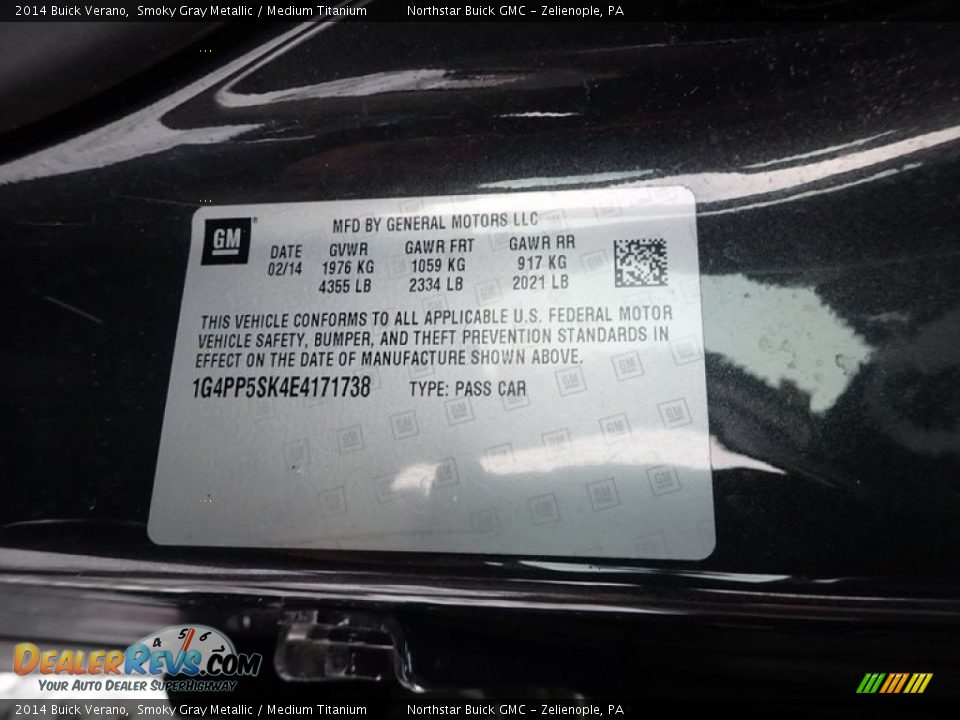 2014 Buick Verano, Smoky Gray Metallic / Medium Titanium Northstar Buick GMC - Zelienople, PA
GM
MFD BY GENERAL MOTORS LLC
DATE GVWR GAWR FRT GAWR RR
02/14 1976 KG 1059 KG 917 KG
4355 LB 2334 LB 2021 LB
THIS VEHICLE CONFORMS TO ALL APPLICABLE U.S. FEDERAL MOTOR
VEHICLE SAFETY, BUMPER, AND THEFT PREVENTION STANDARDS IN
EFFECT ON THE DATE OF MANUFACTURE SHOWN ABOVE.
1G4PP5SK4E4171738 TYPE: PASS CAR
4 5 6
DEALERREVS.COM
YOUR AUTO DEALER SUPERHIGHWAY
2014 Buick Verano, Smoky Gray Metallic / Medium Titanium Northstar Buick GMC - Zelienople, PA